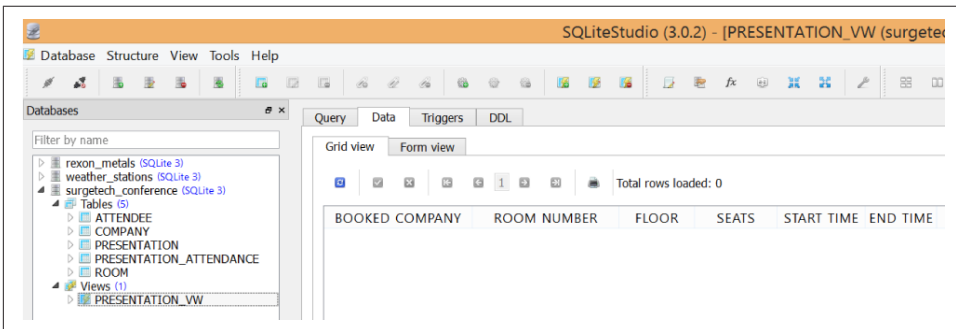 SQLiteStudio (3.0.2) - [PRESENTATION_VW (surgetec
Database Structure View Tools Help
Databases
Filter by name
rexon_metals (SQLite 3)
weather_stations (SQLite 3)
surgetech_conference (SQLite 3)
Tables (5)
ATTENDEE
COMPANY
PRESENTATION
PRESENTATION_ATTENDANCE
ROOM
Views (1)
PRESENTATION_VW
Query Data Triggers DDL
Grid view Form view
1 Total rows loaded: 0
BOOKED COMPANY ROOM NUMBER FLOOR SEATS START TIME END TIME